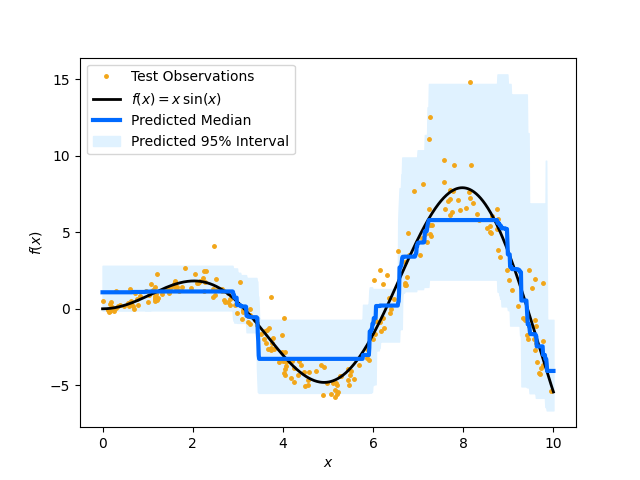 Test Observations
f(x) = x sin(x)
Predicted Median
Predicted 95% Interval
15
10
5
0
−5
f(x)
0 2 4 6 8 10
x